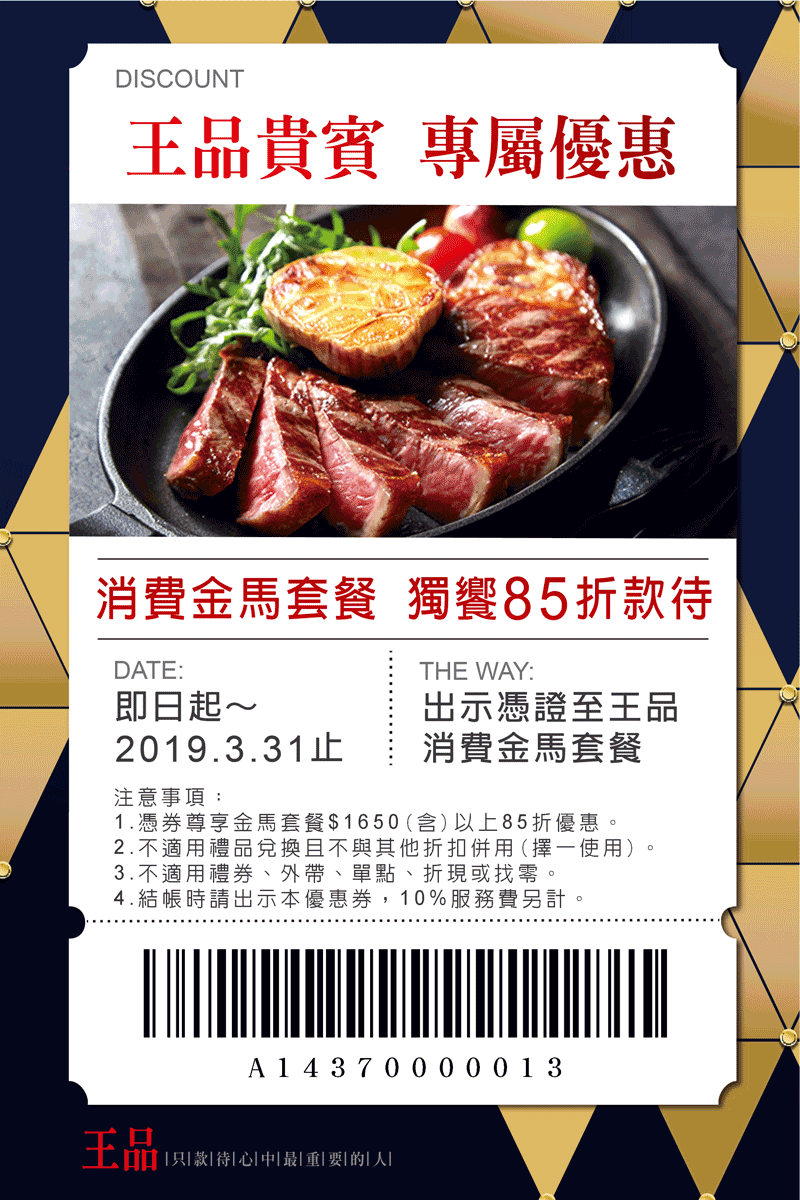 DISCOUNT
王品貴賓 專屬優惠
消費金馬套餐 獨饗85折款待
DATE:
即日起～
2019.3.31止
THE WAY:
出示憑證至王品
消費金馬套餐
注意事項：
1.憑券尊享金馬套餐$1650(含)以上85折優惠。
2.不適用禮品兌換且不與其他折扣併用(擇一使用)。
3.不適用禮券、外帶、單點、折現或找零。
4.結帳時請出示本優惠券，10%服務費另計。
A14370000013
王品 |只|款|待|心|中|最|重|要|的|人|